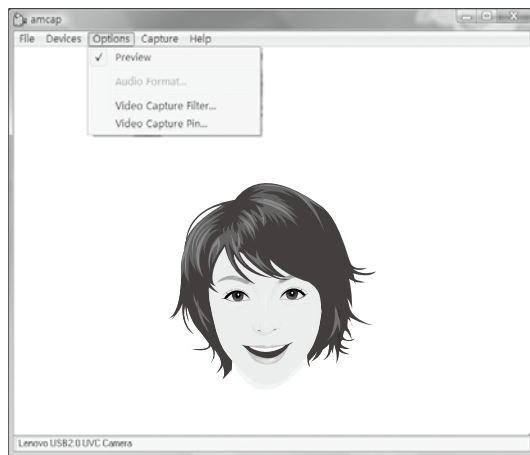 amcap
File Devices Options Capture Help
✓ Preview
Audio Format...
Video Capture Filter...
Video Capture Pin...
Lenovo USB2.0 UVC Camera